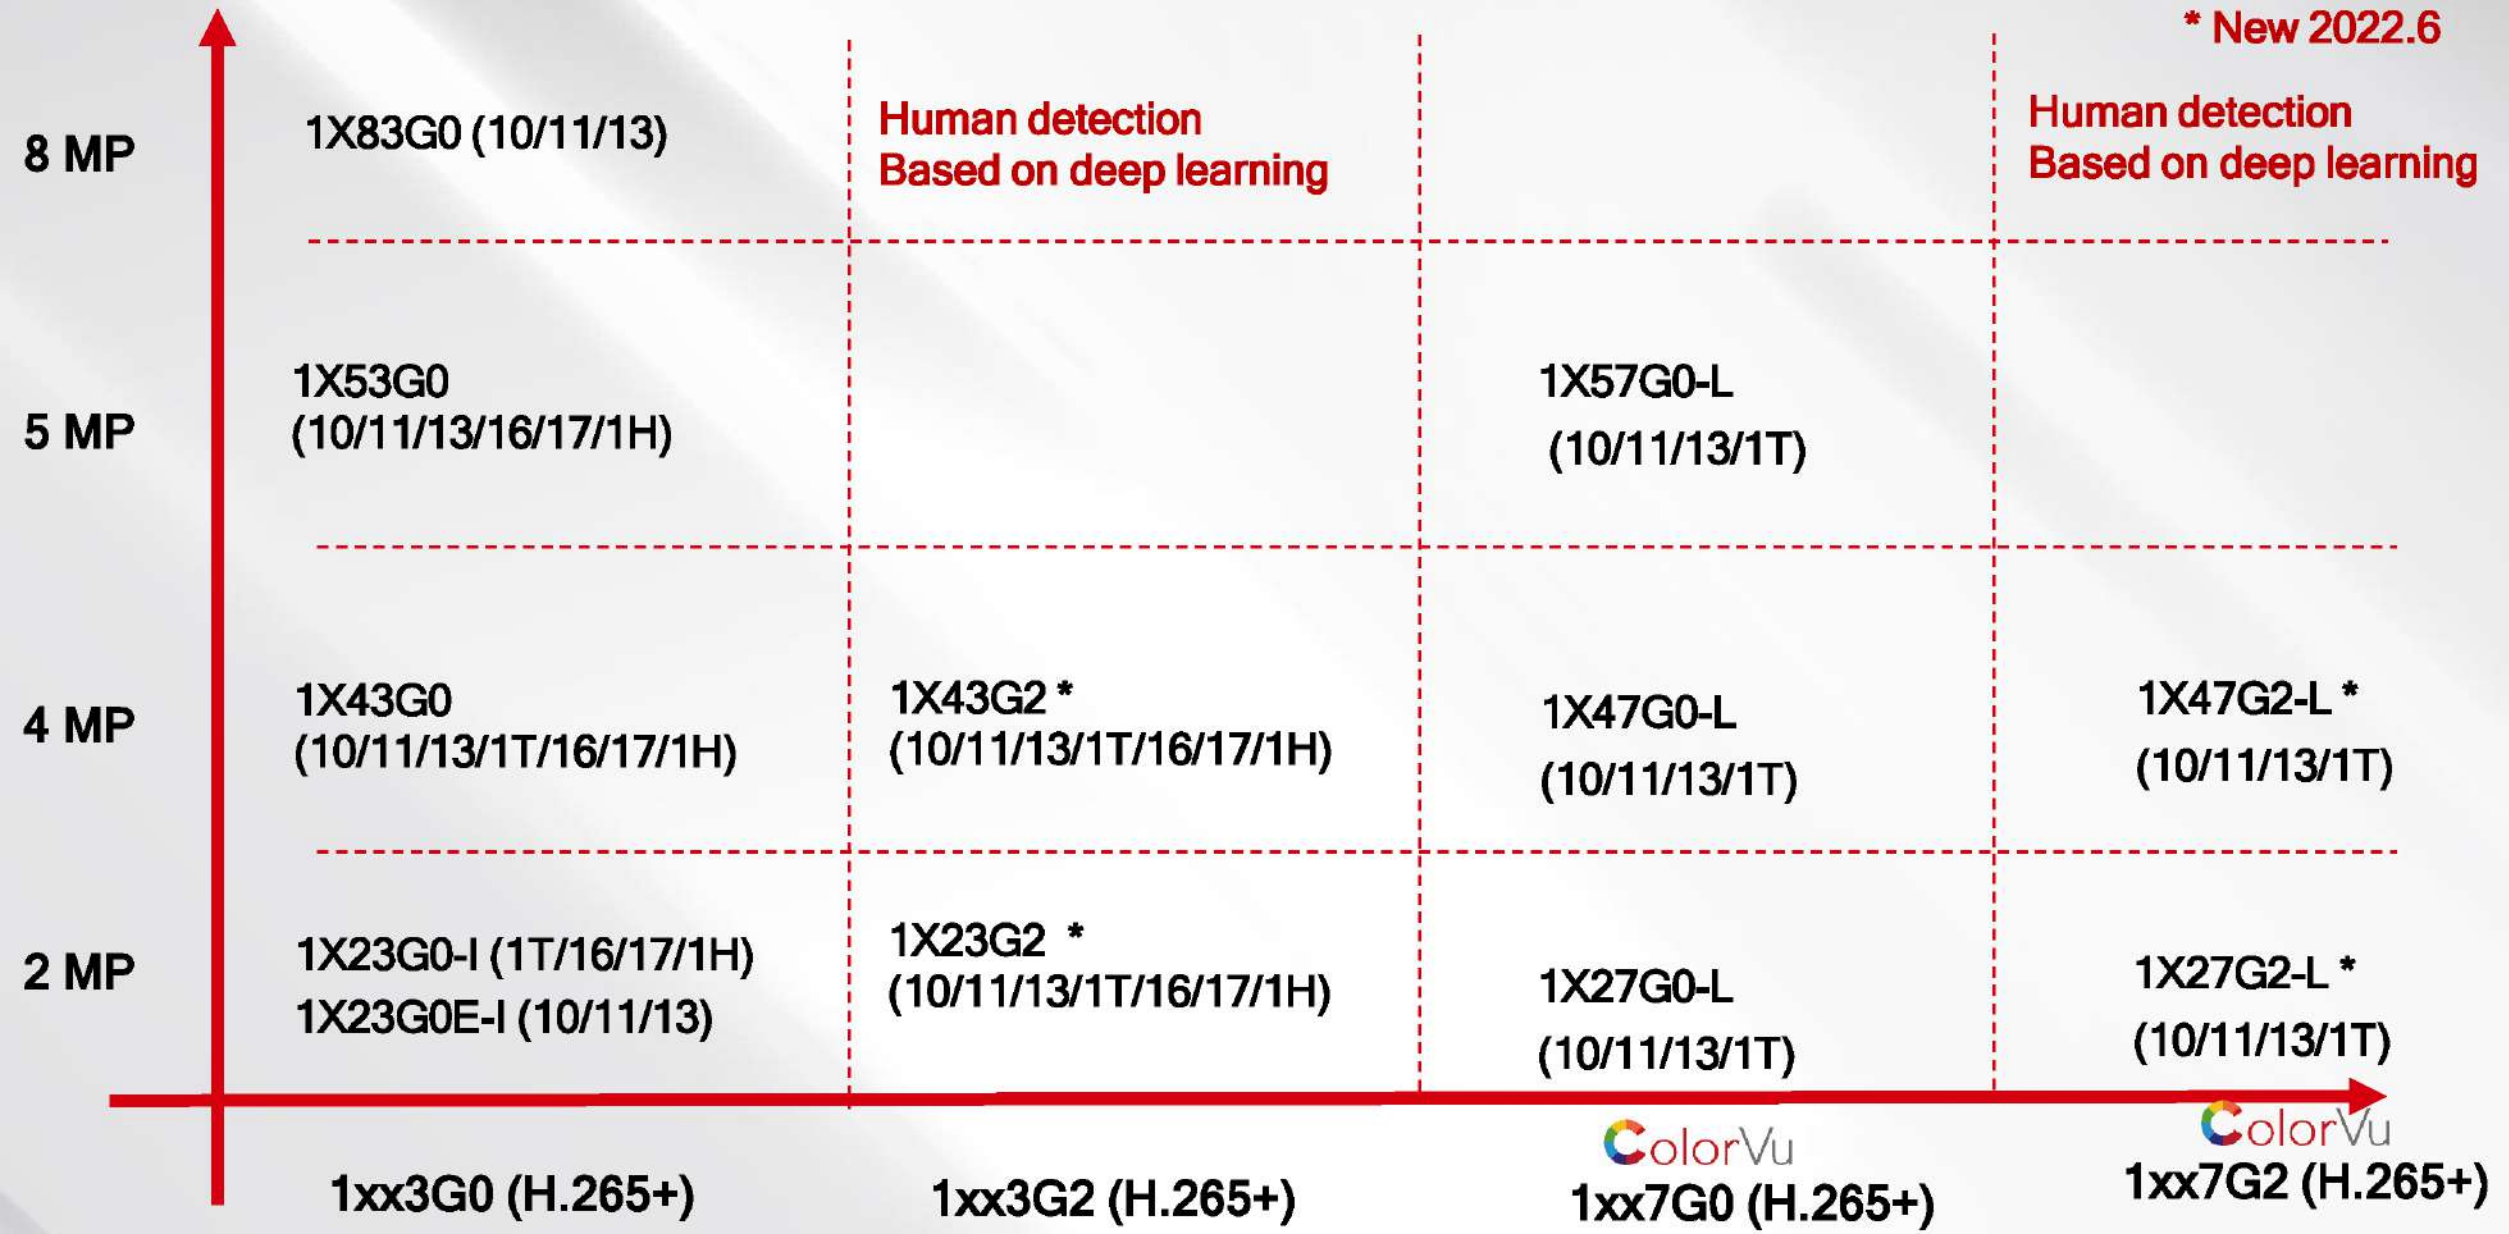 * New 2022.6
8 MP
1X83G0 (10/11/13)
Human detection
Based on deep learning
Human detection
Based on deep learning
5 MP
1X53G0
(10/11/13/16/17/1H)
1X57G0-L
(10/11/13/1T)
4 MP
1X43G0
(10/11/13/1T/16/17/1H)
1X43G2 *
(10/11/13/1T/16/17/1H)
1X47G0-L
(10/11/13/1T)
1X47G2-L *
(10/11/13/1T)
2 MP
1X23G0-I (1T/16/17/1H)
1X23G0E-I (10/11/13)
1X23G2 *
(10/11/13/1T/16/17/1H)
1X27G0-L
(10/11/13/1T)
1X27G2-L *
(10/11/13/1T)
1xx3G0 (H.265+)
1xx3G2 (H.265+)
ColorVu
1xx7G0 (H.265+)
ColorVu
1xx7G2 (H.265+)